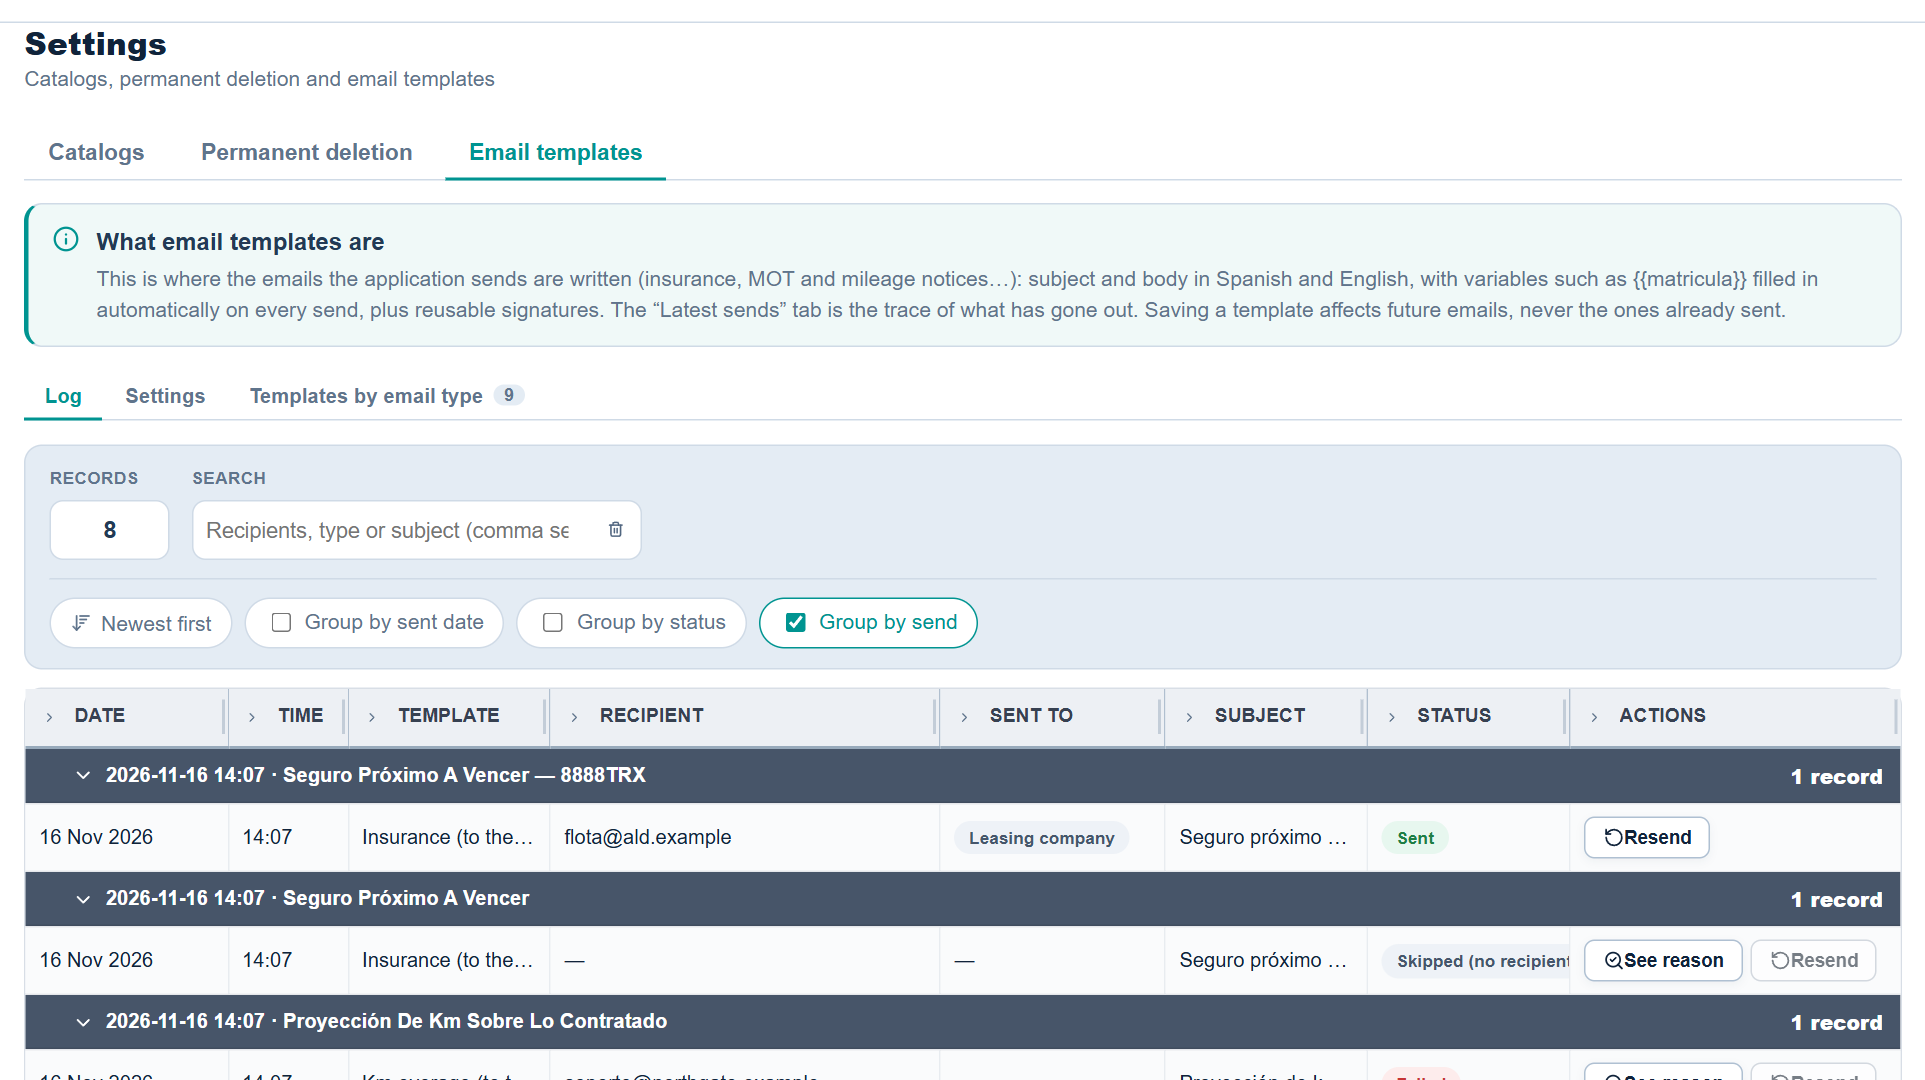 Settings
Catalogs, permanent deletion and email templates
Catalogs Permanent deletion Email templates
What email templates are
This is where the emails the application sends are written (insurance, MOT and mileage notices…): subject and body in Spanish and English, with variables such as {{matricula}} filled in
automatically on every send, plus reusable signatures. The “Latest sends” tab is the trace of what has gone out. Saving a template affects future emails, never the ones already sent.
Log Settings Templates by email type 9
RECORDS SEARCH
8 Recipients, type or subject (comma se
Newest first Group by sent date Group by status Group by send
DATE TIME TEMPLATE RECIPIENT SENT TO SUBJECT STATUS ACTIONS
2026-11-16 14:07 · Seguro Próximo A Vencer — 8888TRX 1 record
16 Nov 2026 14:07 Insurance (to the… flota@ald.example Leasing company Seguro próximo … Sent Resend
2026-11-16 14:07 · Seguro Próximo A Vencer 1 record
16 Nov 2026 14:07 Insurance (to the… — — Seguro próximo … Skipped (no recipient See reason Resend
2026-11-16 14:07 · Proyección De Km Sobre Lo Contratado 1 record